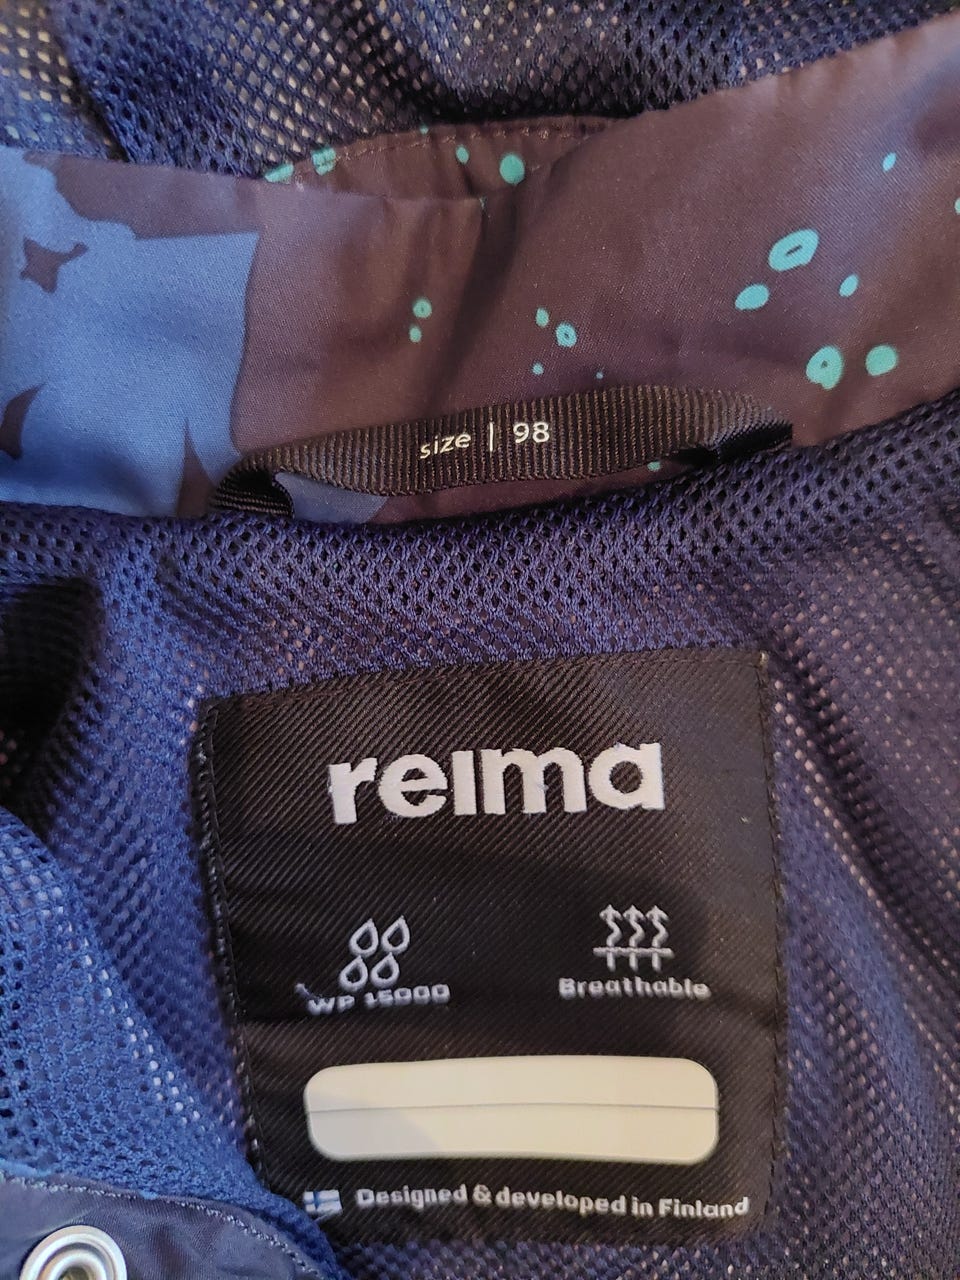 size | 98
reima
WP 15000
Breathable
Designed & developed in Finland